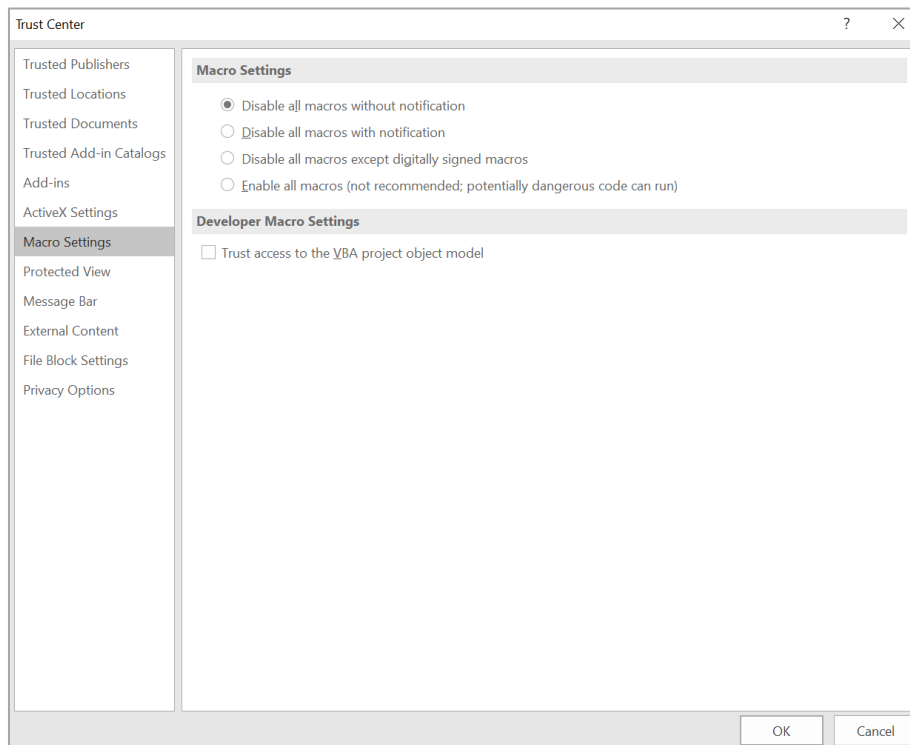 Trust Center
?
Trusted Publishers
Trusted Locations
Trusted Documents
Trusted Add-in Catalogs
Add-ins
ActiveX Settings
Macro Settings
Protected View
Message Bar
External Content
File Block Settings
Privacy Options
Macro Settings
Disable all macros without notification
Disable all macros with notification
Disable all macros except digitally signed macros
Enable all macros (not recommended; potentially dangerous code can run)
Developer Macro Settings
Trust access to the VBA project object model
OK
Cancel